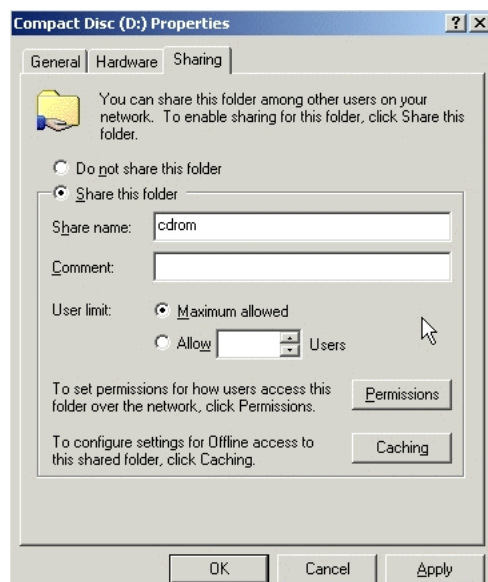 Compact Disc (D:) Properties
General Hardware Sharing
You can share this folder among other users on your
network. To enable sharing for this folder, click Share this
folder.
Do not share this folder
Share this folder
Share name: cdrom
Comment:
User limit: Maximum allowed
Allow Users
To set permissions for how users access this
folder over the network, click Permissions.
Permissions
To configure settings for Offline access to
this shared folder, click Caching.
Caching
OK Cancel Apply